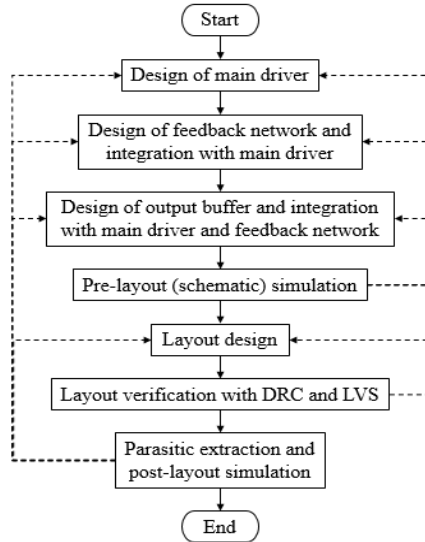 Start
Design of main driver
Design of feedback network and
integration with main driver
Design of output buffer and integration
with main driver and feedback network
Pre-layout (schematic) simulation
Layout design
Layout verification with DRC and LVS
Parasitic extraction and
post-layout simulation
End